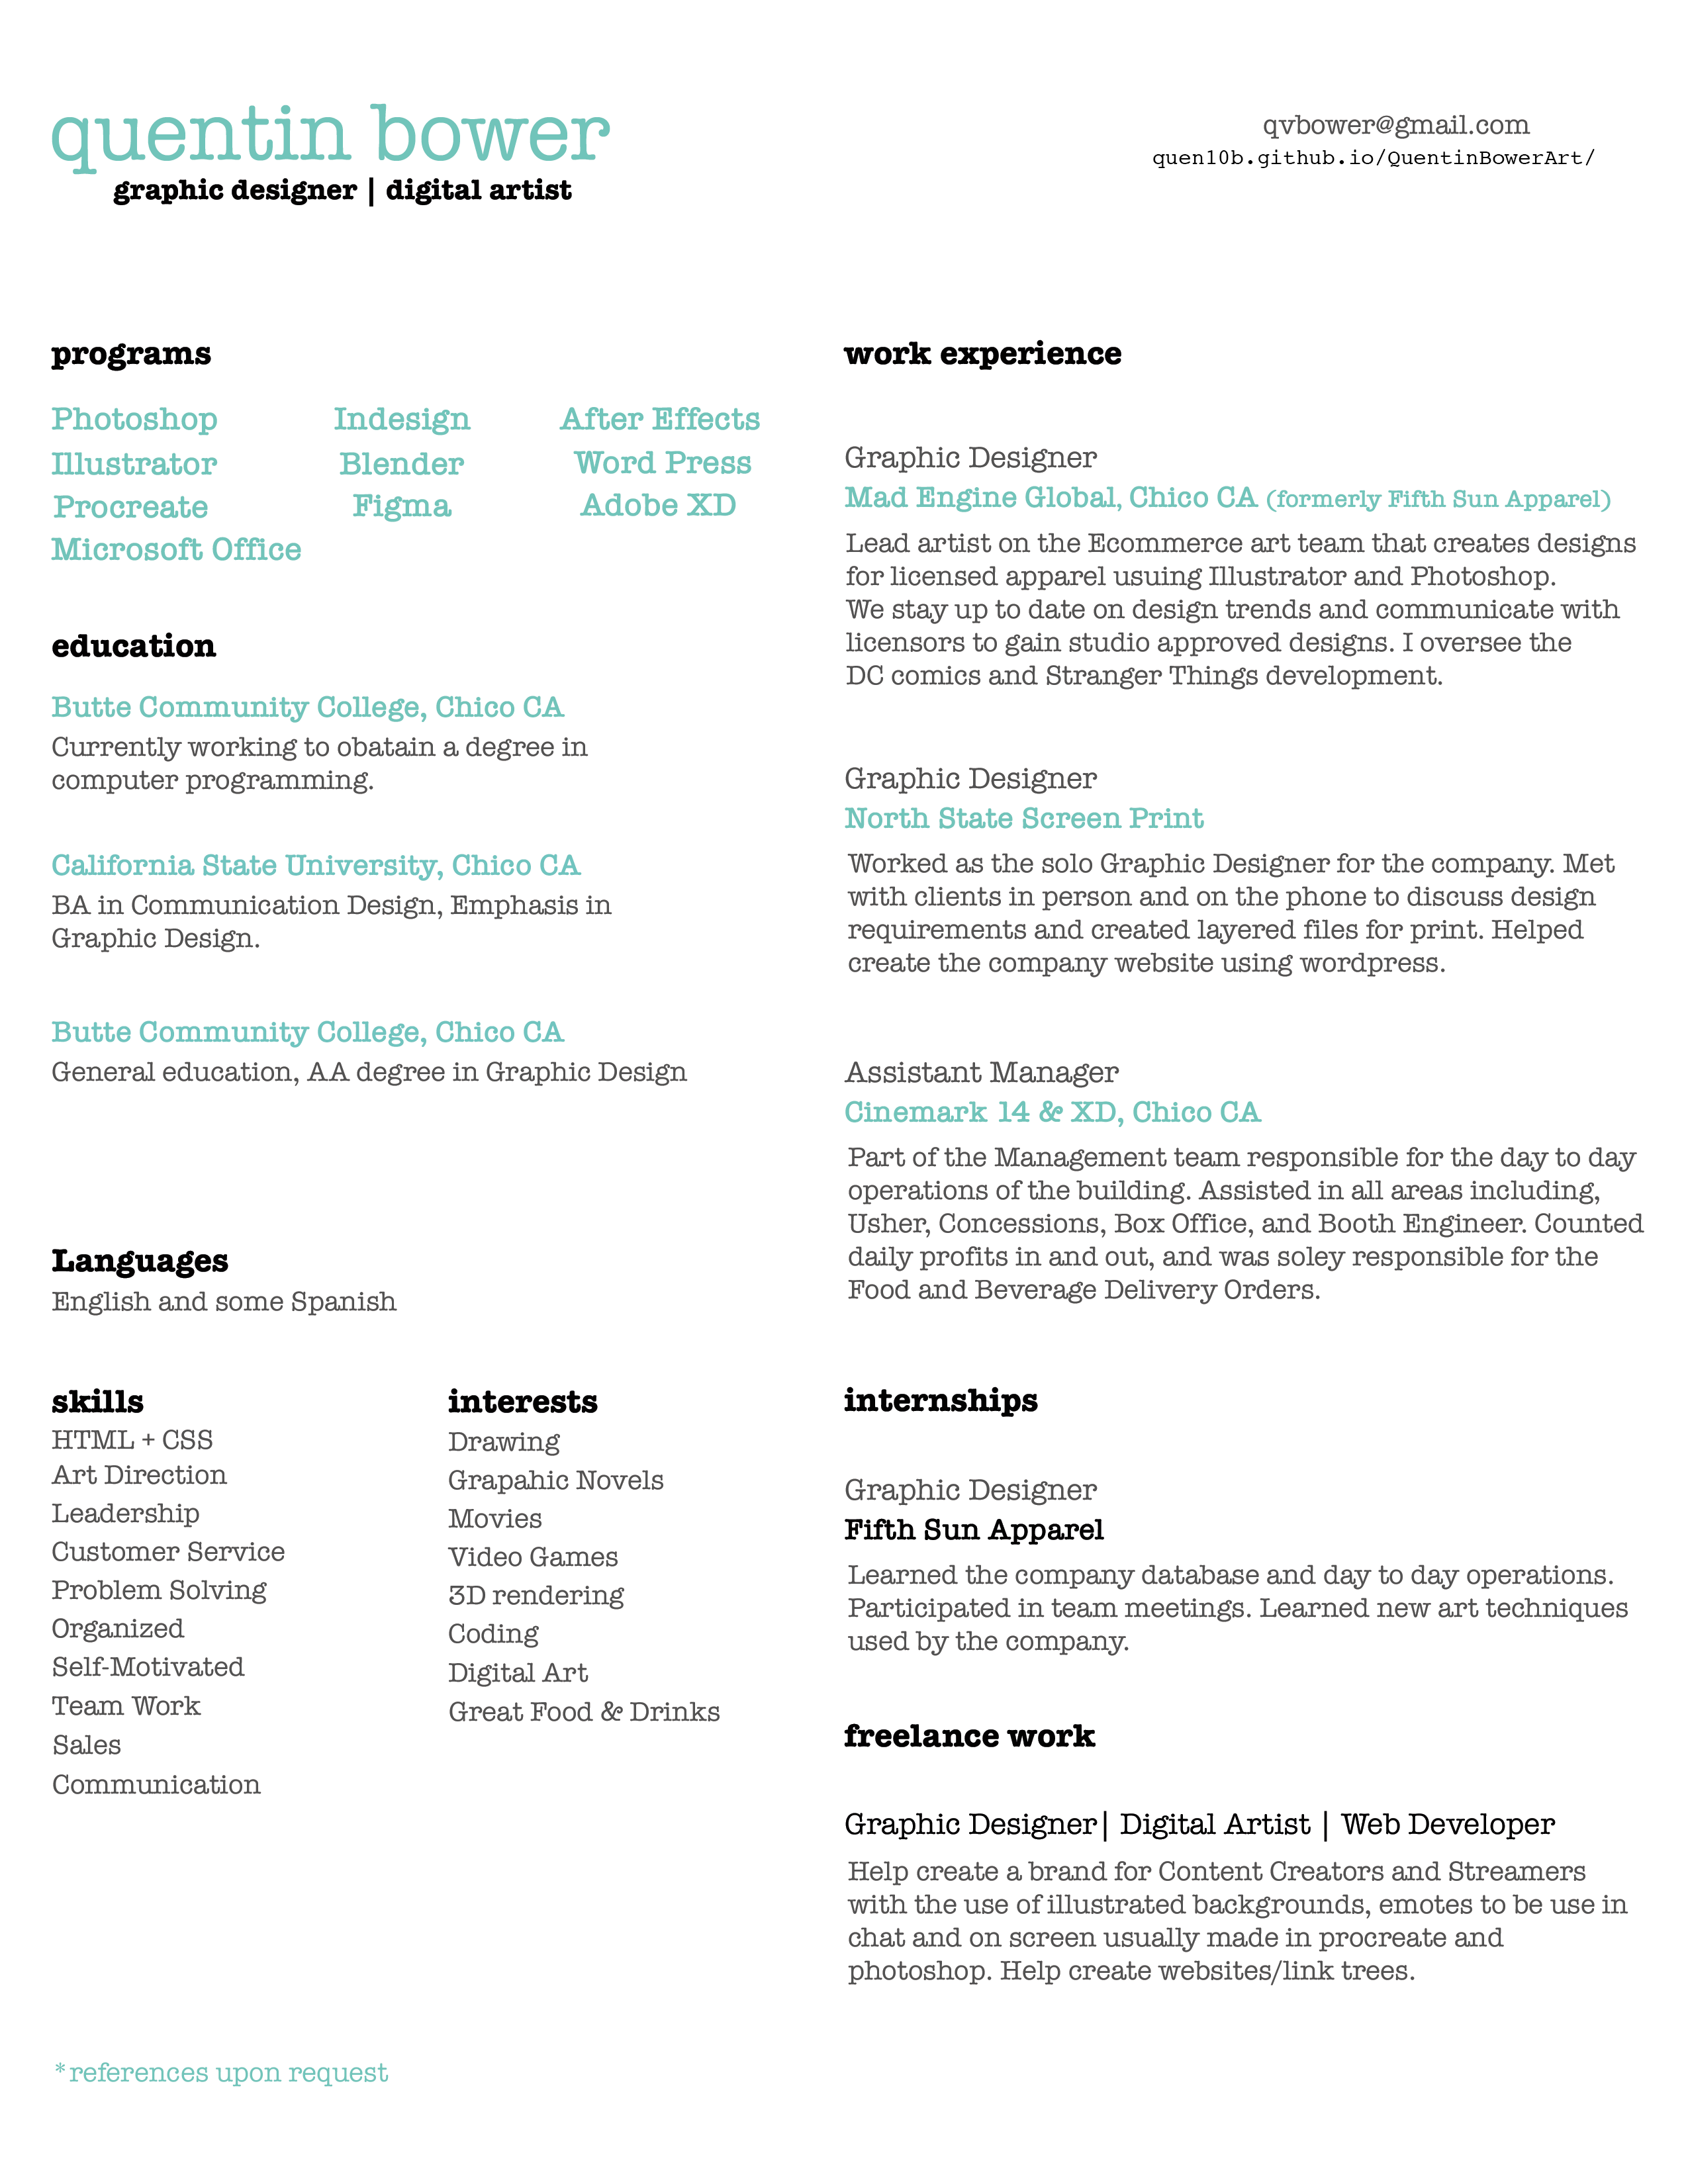 quentin bower
graphic designer | digital artist
qvbower@gmail.com
quen10b.github.io/QuentinBowerArt/
programs
Photoshop Indesign After Effects
Illustrator Blender Word Press
Procreate Figma Adobe XD
Microsoft Office
education
Butte Community College, Chico CA
Currently working to obatain a degree in
computer programming.
California State University, Chico CA
BA in Communication Design, Emphasis in
Graphic Design.
Butte Community College, Chico CA
General education, AA degree in Graphic Design
Languages
English and some Spanish
skills
HTML + CSS
Art Direction
Leadership
Customer Service
Problem Solving
Organized
Self-Motivated
Team Work
Sales
Communication
interests
Drawing
Grapahic Novels
Movies
Video Games
3D rendering
Coding
Digital Art
Great Food & Drinks
work experience
Graphic Designer
Mad Engine Global, Chico CA (formerly Fifth Sun Apparel)
Lead artist on the Ecommerce art team that creates designs
for licensed apparel usuing Illustrator and Photoshop.
We stay up to date on design trends and communicate with
licensors to gain studio approved designs. I oversee the
DC comics and Stranger Things development.
Graphic Designer
North State Screen Print
Worked as the solo Graphic Designer for the company. Met
with clients in person and on the phone to discuss design
requirements and created layered files for print. Helped
create the company website using wordpress.
Assistant Manager
Cinemark 14 & XD, Chico CA
Part of the Management team responsible for the day to day
operations of the building. Assisted in all areas including,
Usher, Concessions, Box Office, and Booth Engineer. Counted
daily profits in and out, and was soley responsible for the
Food and Beverage Delivery Orders.
internships
Graphic Designer
Fifth Sun Apparel
Learned the company database and day to day operations.
Participated in team meetings. Learned new art techniques
used by the company.
freelance work
Graphic Designer| Digital Artist | Web Developer
Help create a brand for Content Creators and Streamers
with the use of illustrated backgrounds, emotes to be use in
chat and on screen usually made in procreate and
photoshop. Help create websites/link trees.
*references upon request